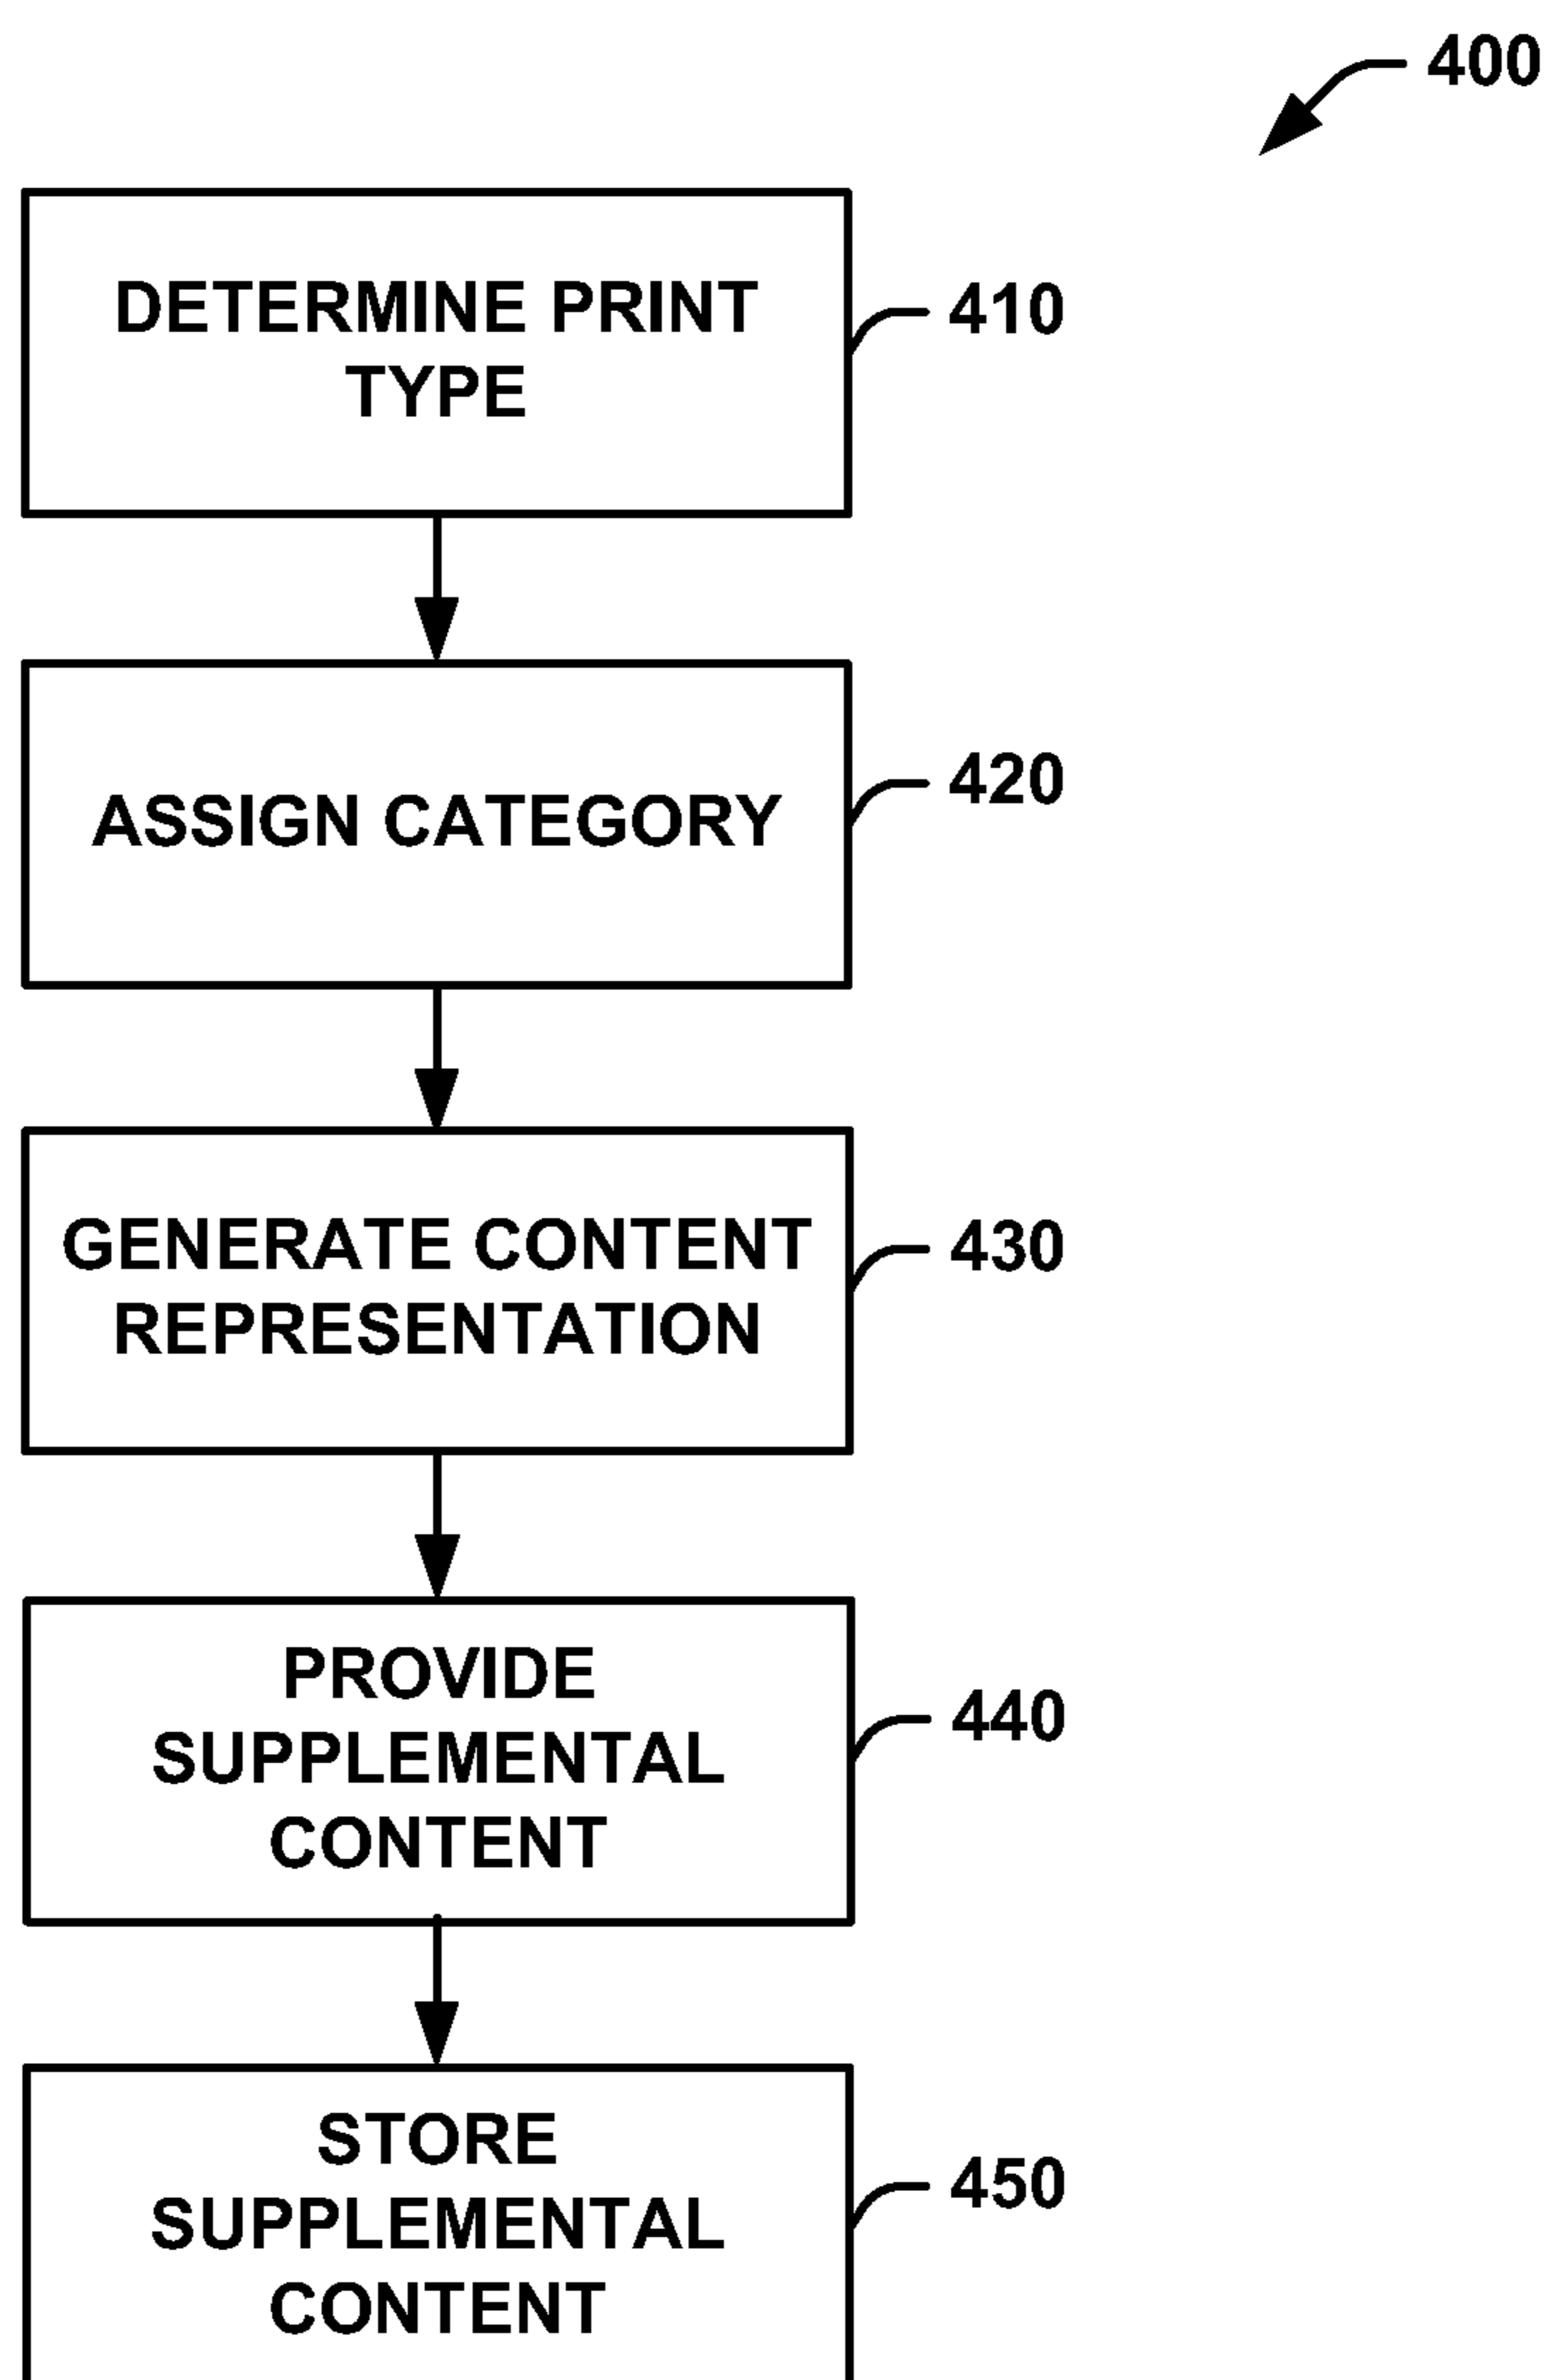 400
DETERMINE PRINT
TYPE
410
ASSIGN CATEGORY
420
GENERATE CONTENT
REPRESENTATION
430
PROVIDE
SUPPLEMENTAL
CONTENT
440
STORE
SUPPLEMENTAL
CONTENT
450